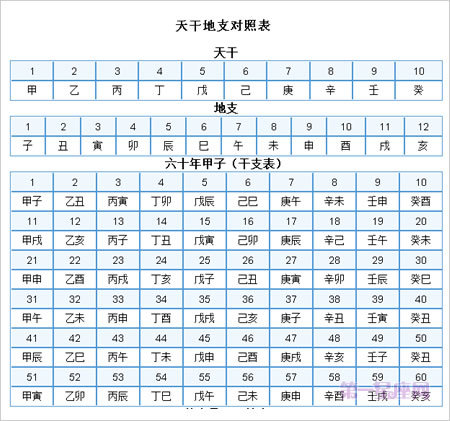 天干地支对照表
天干
1 2 3 4 5 6 7 8 9 10
甲 乙 丙 丁 戊 己 庚 辛 壬 癸
地支
1 2 3 4 5 6 7 8 9 10 11 12
子 丑 寅 卯 辰 巳 午 未 申 酉 戌 亥
六十年甲子（干支表）
1 2 3 4 5 6 7 8 9 10
甲子 乙丑 丙寅 丁卯 戊辰 己巳 庚午 辛未 壬申 癸酉
11 12 13 14 15 16 17 18 19 20
甲戌 乙亥 丙子 丁丑 戊寅 己卯 庚辰 辛己 壬午 癸未
21 22 23 24 25 26 27 28 29 30
甲申 乙酉 丙戌 丁亥 戊子 己丑 庚寅 辛卯 壬辰 癸巳
31 32 33 34 35 36 37 38 39 40
甲午 乙未 丙申 丁酉 戊戌 己亥 庚子 辛丑 壬寅 癸丑
41 42 43 44 45 46 47 48 49 50
甲辰 乙巳 丙午 丁未 戊申 己酉 庚戌 辛亥 壬子 癸丑
51 52 53 54 55 56 57 58 59 60
甲寅 乙卯 丙辰 丁巳 戊午 己未 庚申 辛酉 壬戌 癸亥
第一星座网